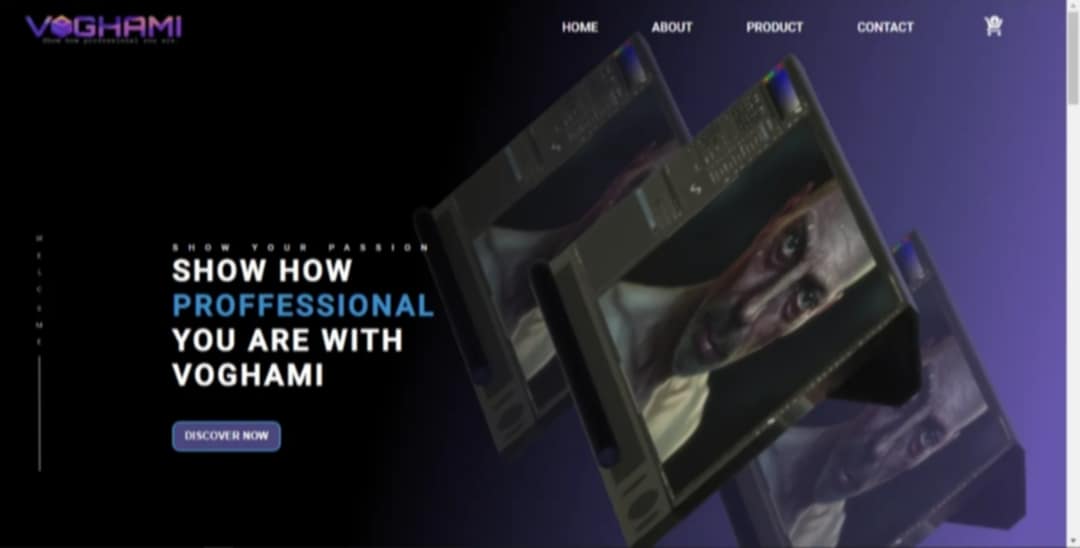 VOGHAMI
Show how professional you are.
HOME ABOUT PRODUCT CONTACT
WELCOME
SHOW YOUR PASSION
SHOW HOW
PROFFESSIONAL
YOU ARE WITH
VOGHAMI
DISCOVER NOW